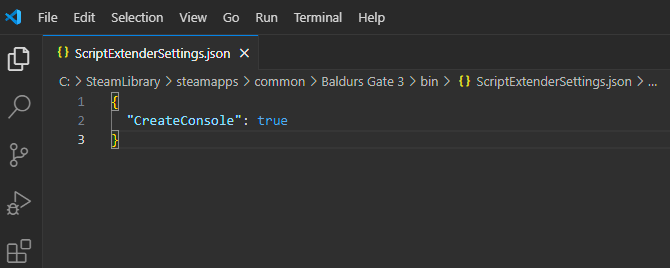 File Edit Selection View Go Run Terminal Help
{} ScriptExtenderSettings.json ×
C: > SteamLibrary > steamapps > common > Baldurs Gate 3 > bin > {} ScriptExtenderSettings.json > ...
1 {
2 "CreateConsole": true
3 }